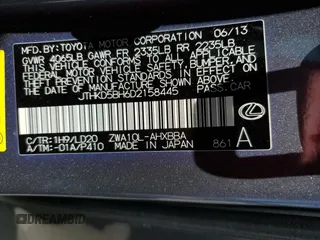 MFD.BY: TOYOTA MOTOR CORPORATION 06/13
GVWR 4065LB GAWR FR 2335LB RR 2235LB
THIS VEHICLE CONFORMS TO ALL APPLICABLE
FEDERAL MOTOR VEHICLE SAFETY, BUMPER, AND
THEFT PREVENTION STANDARDS IN EFFECT ON
THE DATE OF MANUFACTURE SHOWN ABOVE.
JTHKD5BH6D2158445 PASS.CAR
C/TR: 1H9/LD20 ZWA10L-AHXBBA
A/TM: -01A/P410 MADE IN JAPAN 861
A
DREAMBID